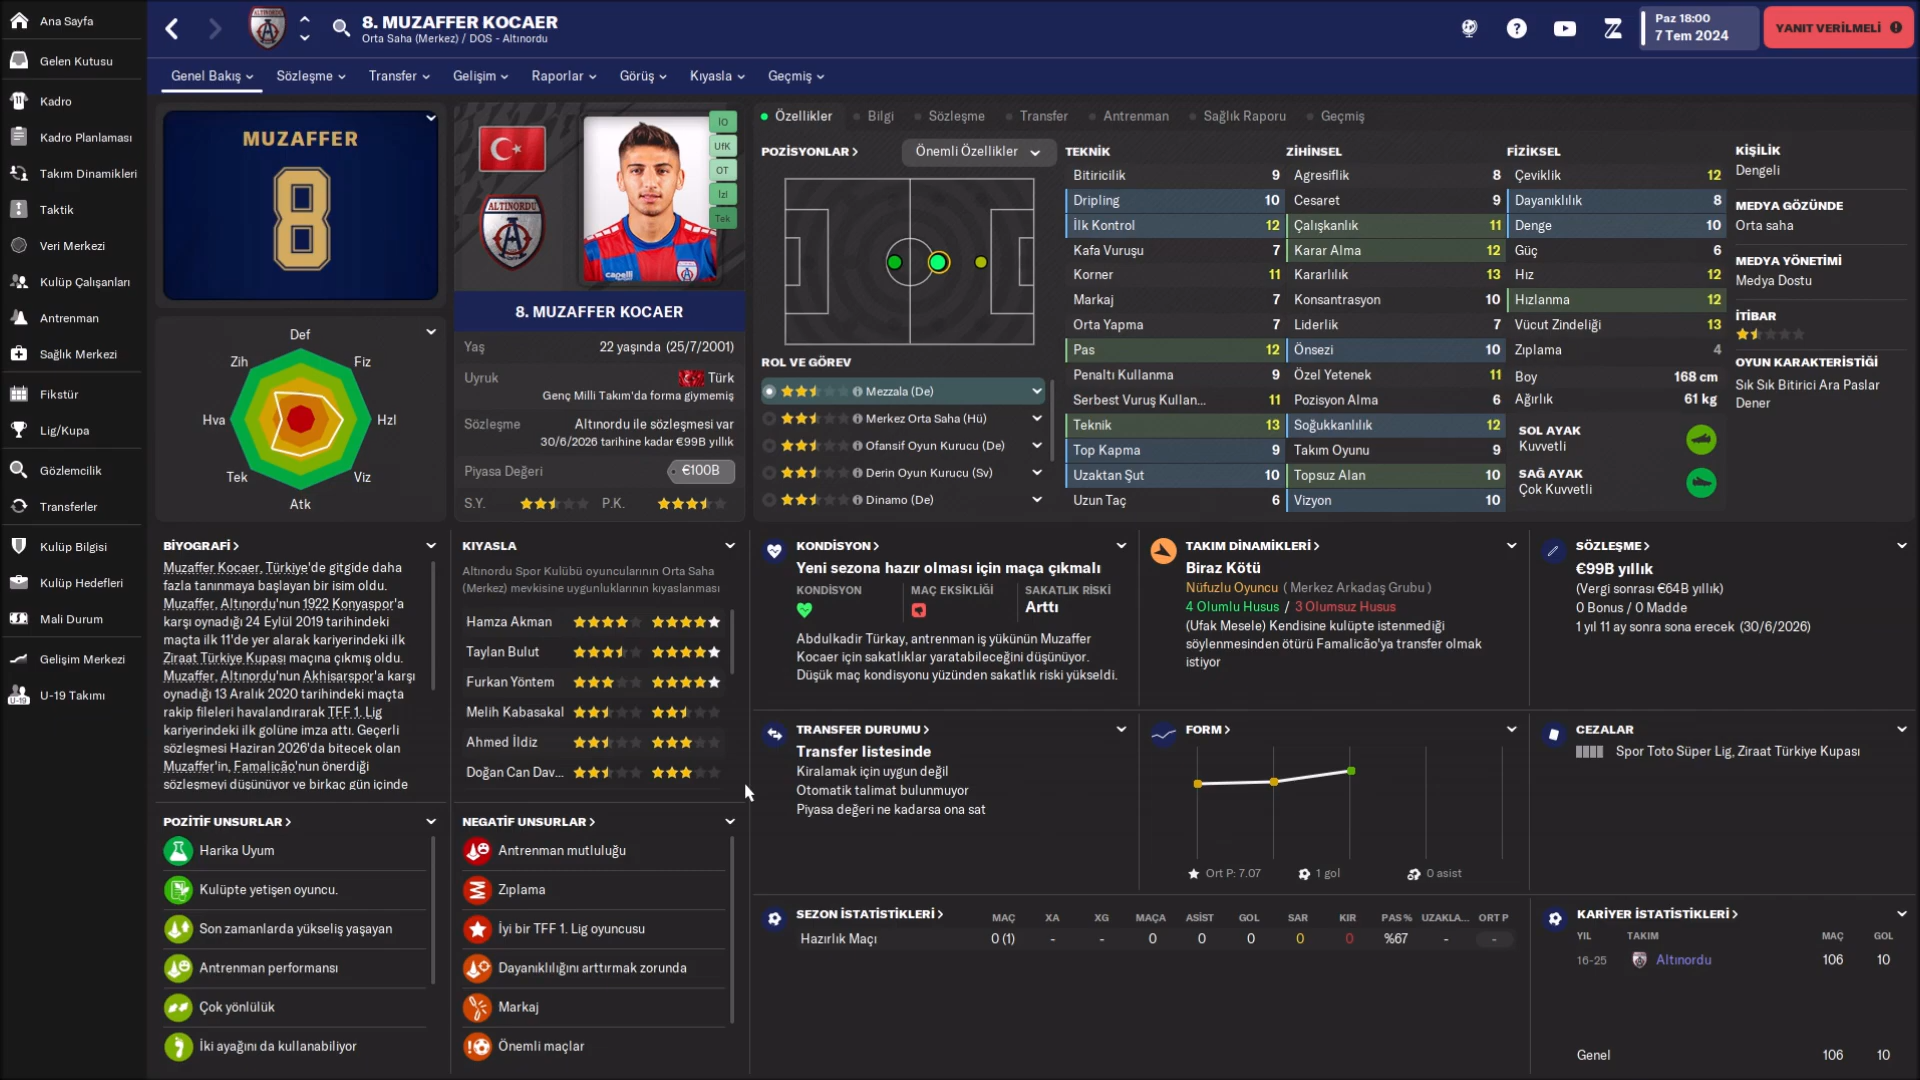 Ana Sayfa
Gelen Kutusu
Kadro
Kadro Planlaması
Takım Dinamikleri
Taktik
Veri Merkezi
Kulüp Çalışanları
Antrenman
Sağlık Merkezi
Fikstür
Lig/Kupa
Gözlemcilik
Transferler
Kulüp Bilgisi
Kulüp Hedefleri
Mali Durum
Gelişim Merkezi
U-19 Takımı
8. MUZAFFER KOCAER
Orta Saha (Merkez) / DOS - Altınordu
Paz 18:00
7 Tem 2024
YANIT VERİLMELİ
Genel Bakış Sözleşme Transfer Gelişim Raporlar Görüş Kıyasla Geçmiş
MUZAFFER
8
Def
Fiz
Hzl
Viz
Atk
Tek
Hva
Zih
ALTINORDU
capelli
İO
UfK
OT
İzl
Tek
8. MUZAFFER KOCAER
Yaş 22 yaşında (25/7/2001)
Uyruk Türk
Genç Milli Takım'da forma giymemiş
Sözleşme Altınordu ile sözleşmesi var
30/6/2026 tarihine kadar €99B yıllık
Piyasa Değeri €100B
S.Y. P.K.
Özellikler Bilgi Sözleşme Transfer Antrenman Sağlık Raporu Geçmiş
POZİSYONLAR Önemli Özellikler
ROL VE GÖREV
Mezzala (De)
Merkez Orta Saha (Hü)
Ofansif Oyun Kurucu (De)
Derin Oyun Kurucu (Sv)
Dinamo (De)
TEKNİK
Bitiricilik 9
Dripling 10
İlk Kontrol 12
Kafa Vuruşu 7
Korner 11
Markaj 7
Orta Yapma 7
Pas 12
Penaltı Kullanma 9
Serbest Vuruş Kullan... 11
Teknik 13
Top Kapma 9
Uzaktan Şut 10
Uzun Taç 6
ZİHİNSEL
Agresiflik 8
Cesaret 9
Çalışkanlık 11
Karar Alma 12
Kararlılık 13
Konsantrasyon 10
Liderlik 7
Önsezi 10
Özel Yetenek 11
Pozisyon Alma 6
Soğukkanlılık 12
Takım Oyunu 9
Topsuz Alan 10
Vizyon 10
FİZİKSEL
Çeviklik 12
Dayanıklılık 8
Denge 10
Güç 6
Hız 12
Hızlanma 12
Vücut Zindeliği 13
Zıplama 4
Boy 168 cm
Ağırlık 61 kg
SOL AYAK
Kuvvetli
SAĞ AYAK
Çok Kuvvetli
KİŞİLİK
Dengeli
MEDYA GÖZÜNDE
Orta saha
MEDYA YÖNETİMİ
Medya Dostu
İTİBAR
OYUN KARAKTERİSTİĞİ
Sık Sık Bitirici Ara Paslar
Dener
BİYOGRAFİ
Muzaffer Kocaer, Türkiye'de gitgide daha
fazla tanınmaya başlayan bir isim oldu.
Muzaffer, Altınordu'nun 1922 Konyaspor'a
karşı oynadığı 24 Eylül 2019 tarihindeki
maçta ilk 11'de yer alarak kariyerindeki ilk
Ziraat Türkiye Kupası maçına çıkmış oldu.
Muzaffer, Altınordu'nun Akhisarspor'a karşı
oynadığı 13 Aralık 2020 tarihindeki maçta
rakip fileleri havalandırarak TFF 1. Lig
kariyerindeki ilk golüne imza attı. Geçerli
sözleşmesi Haziran 2026'da bitecek olan
Muzaffer'in, Famalicão'nun önerdiği
sözleşmeyi düşünüyor ve birkaç gün içinde
KIYASLA
Altınordu Spor Kulübü oyuncularının Orta Saha
(Merkez) mevkisine uygunluklarının kıyaslanması
Hamza Akman
Taylan Bulut
Furkan Yöntem
Melih Kabasakal
Ahmed İldiz
Doğan Can Dav...
KONDİSYON
Yeni sezona hazır olması için maça çıkmalı
KONDİSYON MAÇ EKSİKLİĞİ SAKATLIK RİSKİ
Arttı
Abdulkadir Türkay, antrenman iş yükünün Muzaffer
Kocaer için sakatlıklar yaratabileceğini düşünüyor.
Düşük maç kondisyonu yüzünden sakatlık riski yükseldi.
TAKIM DİNAMİKLERİ
Biraz Kötü
Nüfuzlu Oyuncu ( Merkez Arkadaş Grubu )
4 Olumlu Husus / 3 Olumsuz Husus
(Ufak Mesele) Kendisine kulüpte istenmediği
söylenmesinden ötürü Famalicão'ya transfer olmak
istiyor
SÖZLEŞME
€99B yıllık
(Vergi sonrası €64B yıllık)
0 Bonus / 0 Madde
1 yıl 11 ay sonra sona erecek (30/6/2026)
TRANSFER DURUMU
Transfer listesinde
Kiralamak için uygun değil
Otomatik talimat bulunmuyor
Piyasa değeri ne kadarsa ona sat
FORM
Ort P: 7.07 1 gol 0 asist
CEZALAR
Spor Toto Süper Lig, Ziraat Türkiye Kupası
POZİTİF UNSURLAR
Harika Uyum
Kulüpte yetişen oyuncu.
Son zamanlarda yükseliş yaşayan
Antrenman performansı
Çok yönlülük
İki ayağını da kullanabiliyor
NEGATİF UNSURLAR
Antrenman mutluluğu
Zıplama
İyi bir TFF 1. Lig oyuncusu
Dayanıklılığını arttırmak zorunda
Markaj
Önemli maçlar
SEZON İSTATİSTİKLERİ MAÇ XA XG MAÇA ASİST GOL SAR KIR PAS % UZAKLA... ORT P
Hazırlık Maçı 0 (1) - - 0 0 0 0 0 %67 - -
KARİYER İSTATİSTİKLERİ
YIL TAKIM MAÇ GOL
16-25 Altınordu 106 10
Genel 106 10